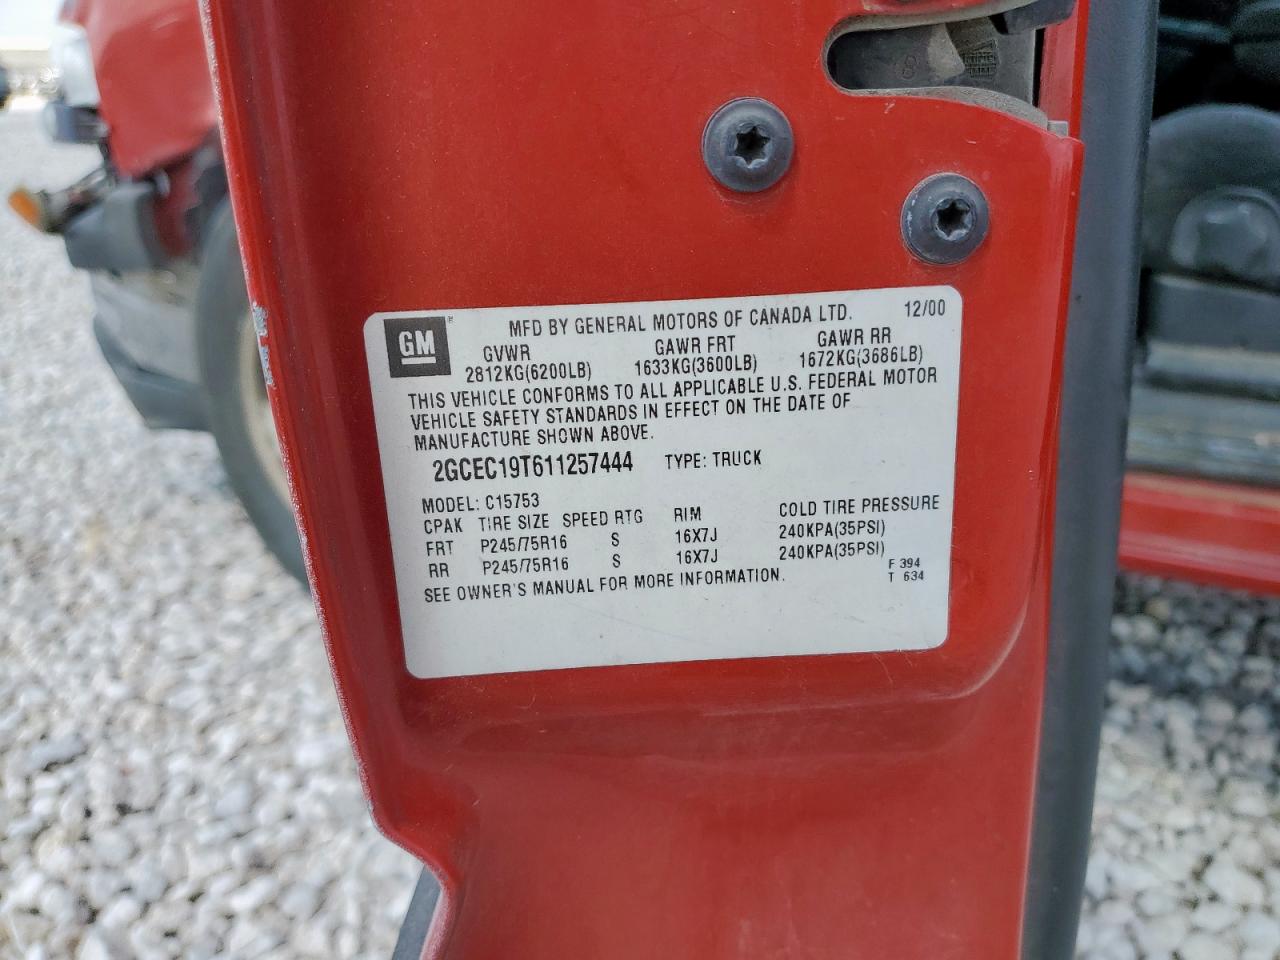 GM
MFD BY GENERAL MOTORS OF CANADA LTD. 12/00
GVWR GAWR FRT GAWR RR
2812KG(6200LB) 1633KG(3600LB) 1672KG(3686LB)
THIS VEHICLE CONFORMS TO ALL APPLICABLE U.S. FEDERAL MOTOR
VEHICLE SAFETY STANDARDS IN EFFECT ON THE DATE OF
MANUFACTURE SHOWN ABOVE.
2GCEC19T611257444 TYPE: TRUCK
MODEL: C15753
CPAK TIRE SIZE SPEED RTG RIM COLD TIRE PRESSURE
FRT P245/75R16 S 16X7J 240KPA(35PSI)
RR P245/75R16 S 16X7J 240KPA(35PSI)
SEE OWNER'S MANUAL FOR MORE INFORMATION.
F 394
T 634